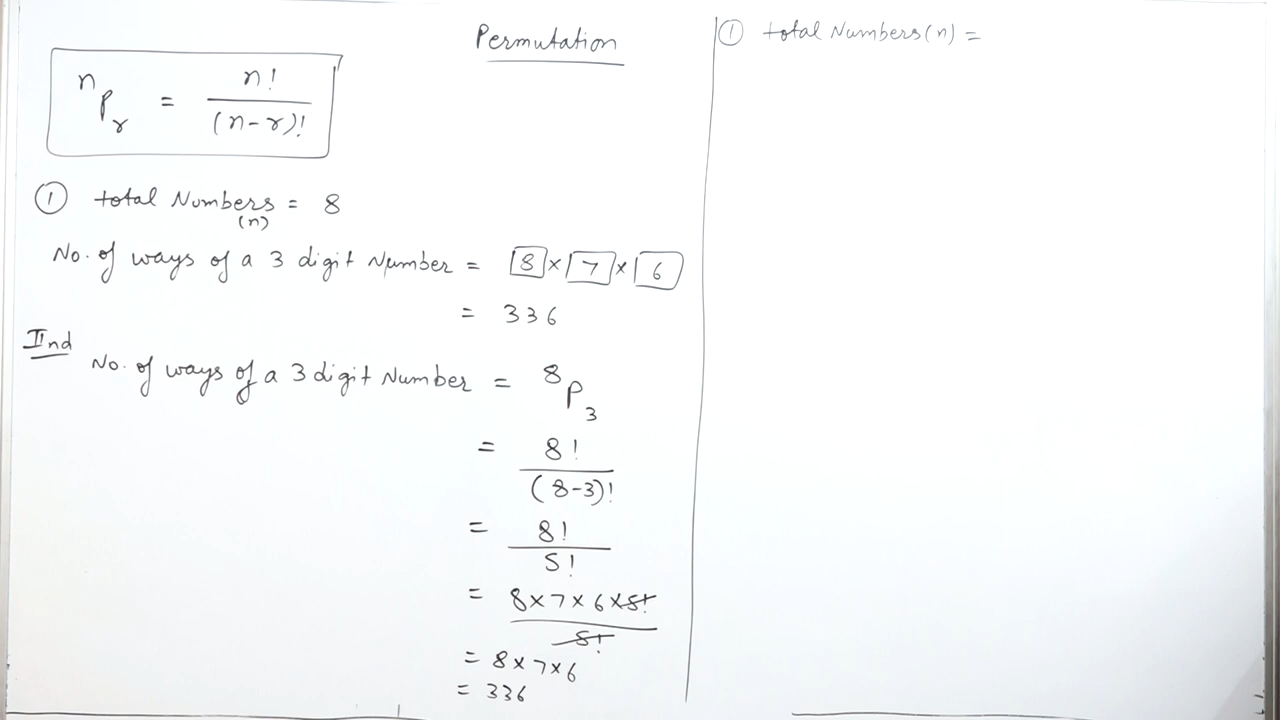 Permutation
nPr = n! / (n-r)!
① total Numbers = 8
(n)
No. of ways of a 3 digit Number = 8 × 7 × 6
= 336
IInd
No. of ways of a 3 digit Number = 8P3
= 8! / (8-3)!
= 8! / 5!
= 8×7×6×5! / 5!
= 8×7×6
= 336
① total Numbers (n) =